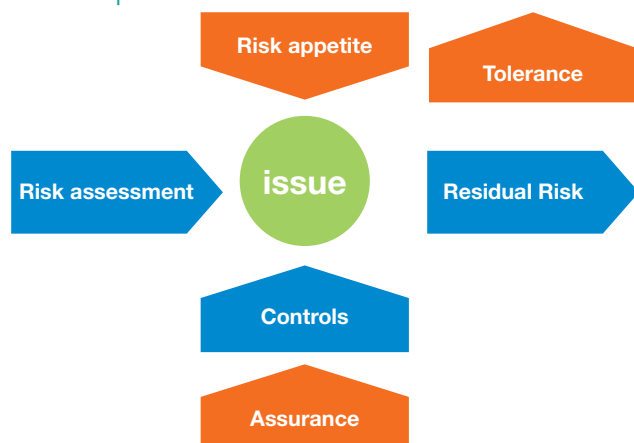 Risk appetite
Tolerance
Risk assessment
issue
Residual Risk
Controls
Assurance